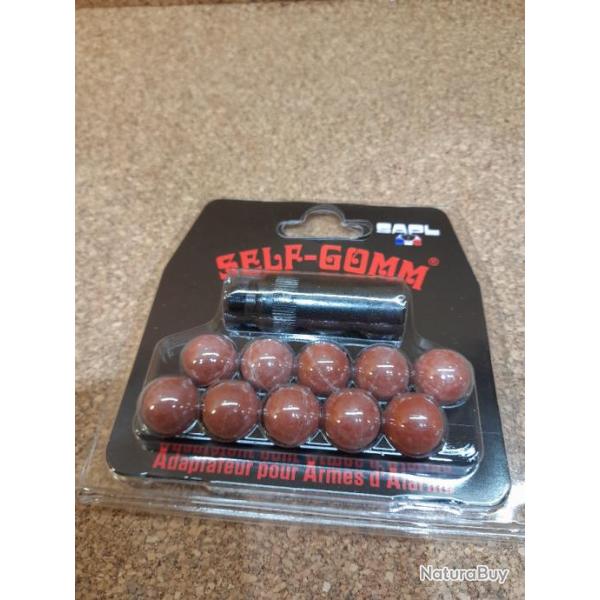 SAPL
SELF-GOMM®
Adaptateur pour Armes d'Alarme
NaturaBuy